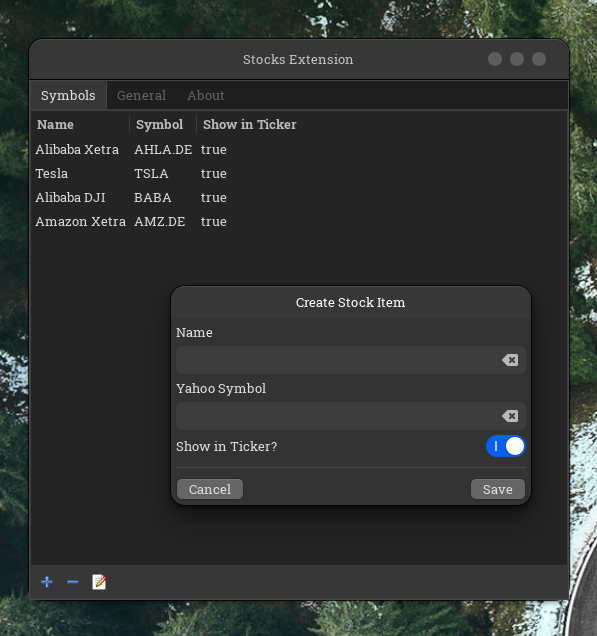 Stocks Extension
Symbols General About
Name Symbol Show in Ticker
Alibaba Xetra AHLA.DE true
Tesla TSLA true
Alibaba DJI BABA true
Amazon Xetra AMZ.DE true
Create Stock Item
Name
Yahoo Symbol
Show in Ticker?
Cancel Save